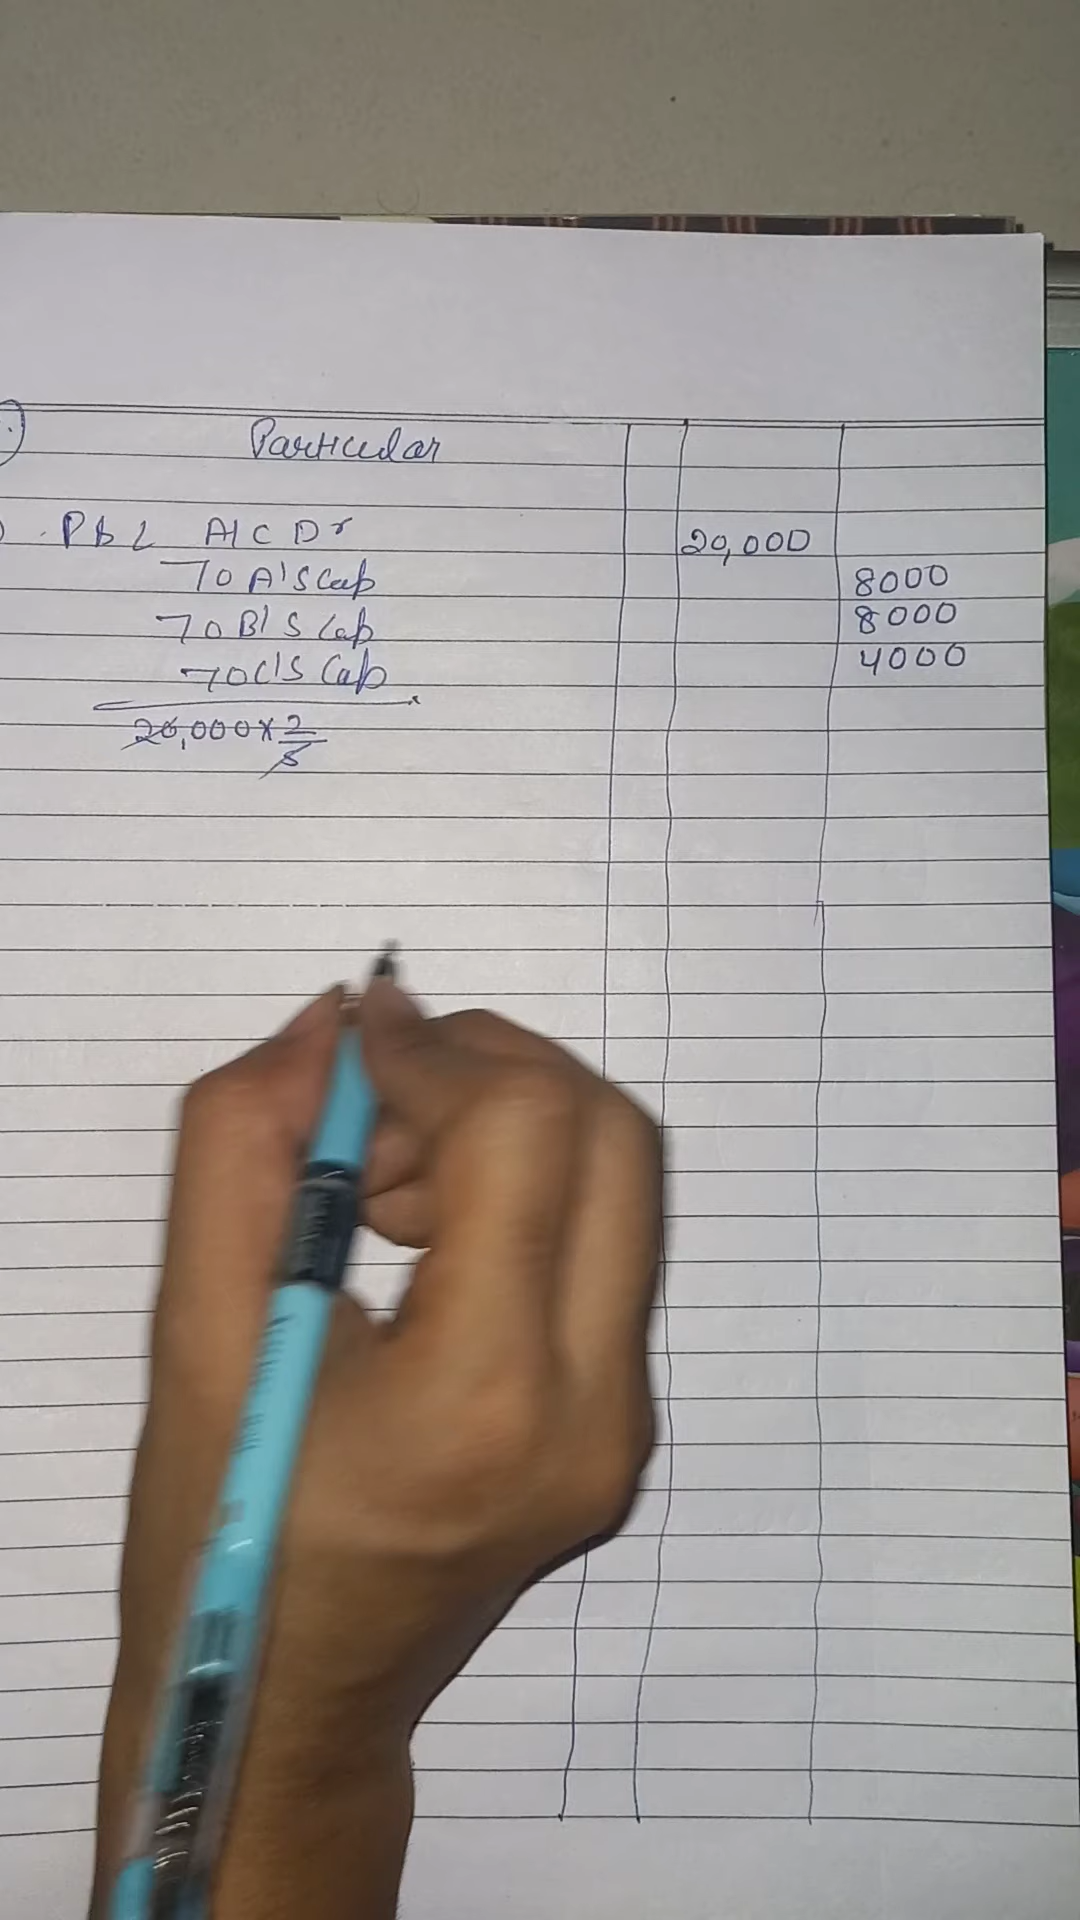 Particular
P&L A/C Dr 20,000
To A's Cap 8000
To B's Cap 8000
To C's Cap 4000
20,000 × 2/5